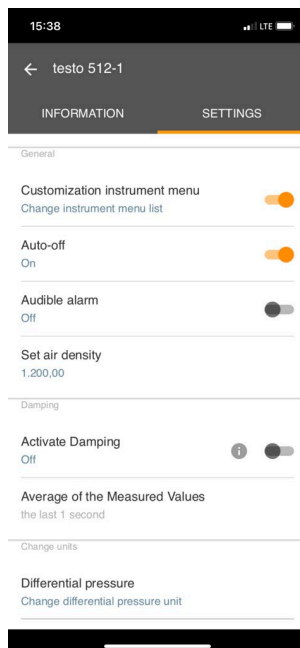 15:38
LTE
testo 512-1
INFORMATION SETTINGS
General
Customization instrument menu
Change instrument menu list
Auto-off
On
Audible alarm
Off
Set air density
1.200,00
Damping
Activate Damping
Off
Average of the Measured Values
the last 1 second
Change units
Differential pressure
Change differential pressure unit